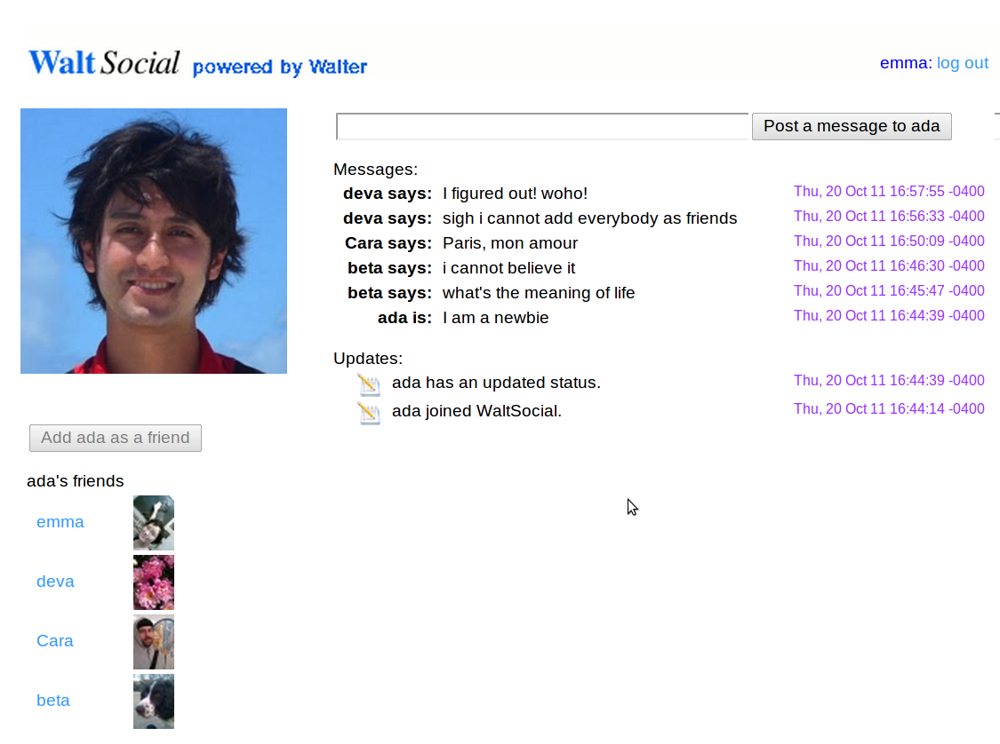 Walt Social powered by Walter
emma: log out
Post a message to ada
Messages:
deva says: I figured out! woho! Thu, 20 Oct 11 16:57:55 -0400
deva says: sigh i cannot add everybody as friends Thu, 20 Oct 11 16:56:33 -0400
Cara says: Paris, mon amour Thu, 20 Oct 11 16:50:09 -0400
beta says: i cannot believe it Thu, 20 Oct 11 16:46:30 -0400
beta says: what's the meaning of life Thu, 20 Oct 11 16:45:47 -0400
ada is: I am a newbie Thu, 20 Oct 11 16:44:39 -0400
Updates:
ada has an updated status. Thu, 20 Oct 11 16:44:39 -0400
ada joined WaltSocial. Thu, 20 Oct 11 16:44:14 -0400
Add ada as a friend
ada's friends
emma
deva
Cara
beta